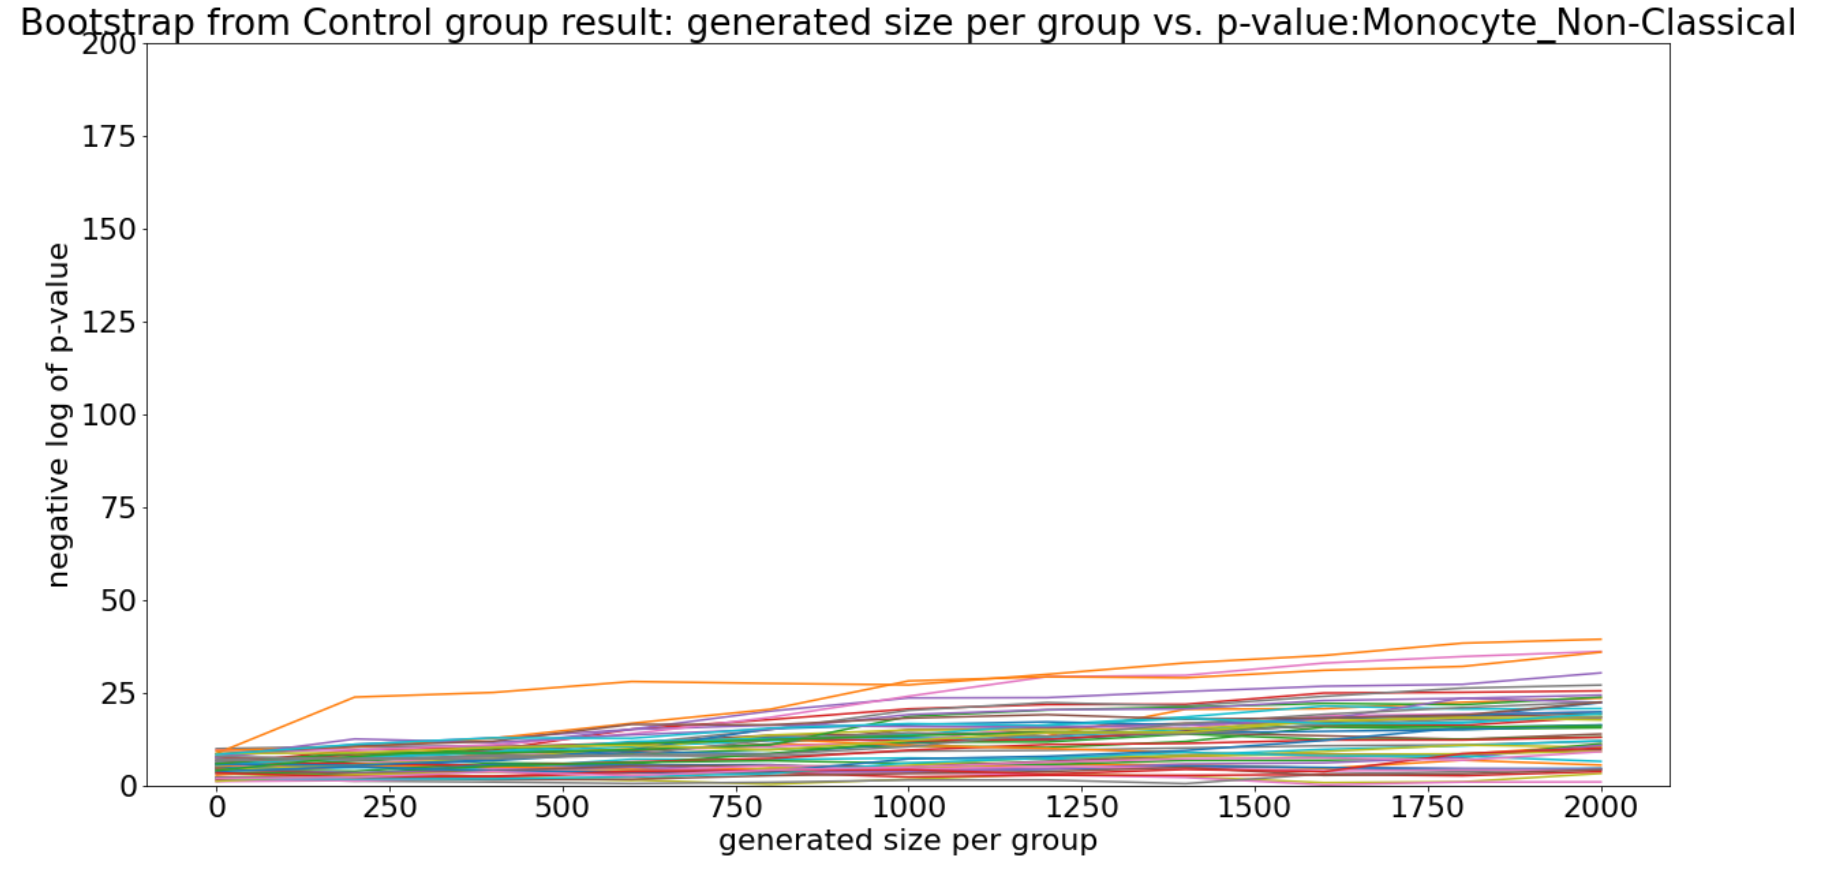 Bootstrap from Control group result: generated size per group vs. p-value:Monocyte_Non-Classical
200
175
150
125
100
75
50
25
0
negative log of p-value
0 250 500 750 1000 1250 1500 1750 2000
generated size per group